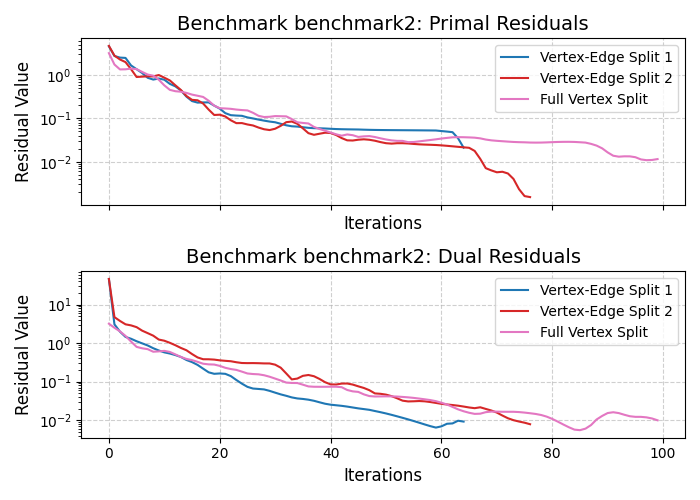 Benchmark benchmark2: Primal Residuals
Residual Value
10⁰
10⁻¹
10⁻²
Vertex-Edge Split 1
Vertex-Edge Split 2
Full Vertex Split
Iterations
Benchmark benchmark2: Dual Residuals
Residual Value
10¹
10⁰
10⁻¹
10⁻²
Vertex-Edge Split 1
Vertex-Edge Split 2
Full Vertex Split
0 20 40 60 80 100
Iterations